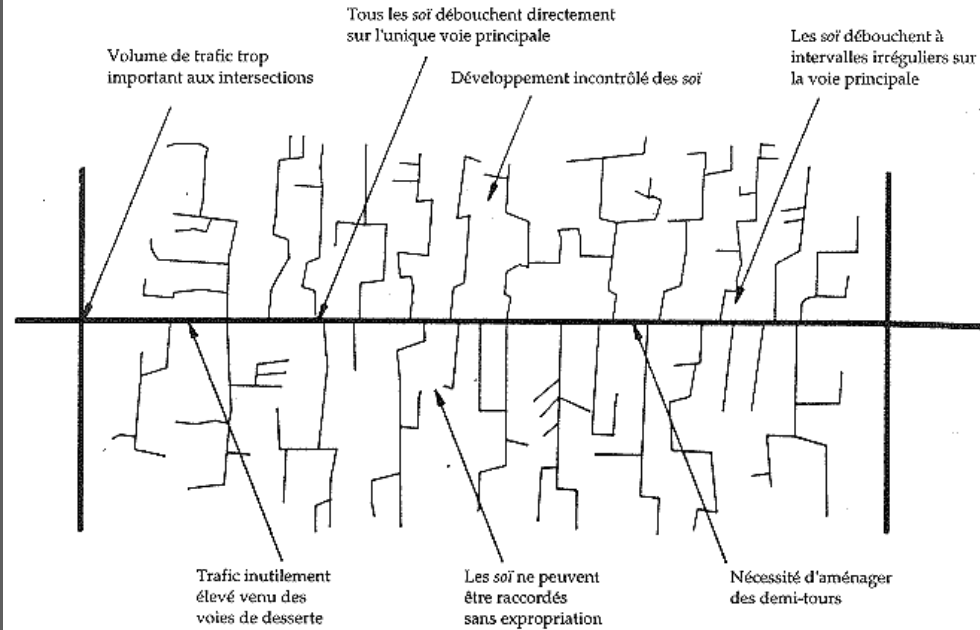 Tous les soï débouchent directement
sur l'unique voie principale
Volume de trafic trop
important aux intersections
Développement incontrôlé des soï
Les soï débouchent à
intervalles irréguliers sur
la voie principale
Trafic inutilement
élevé venu des
voies de desserte
Les soï ne peuvent
être raccordés
sans expropriation
Nécessité d'aménager
des demi-tours